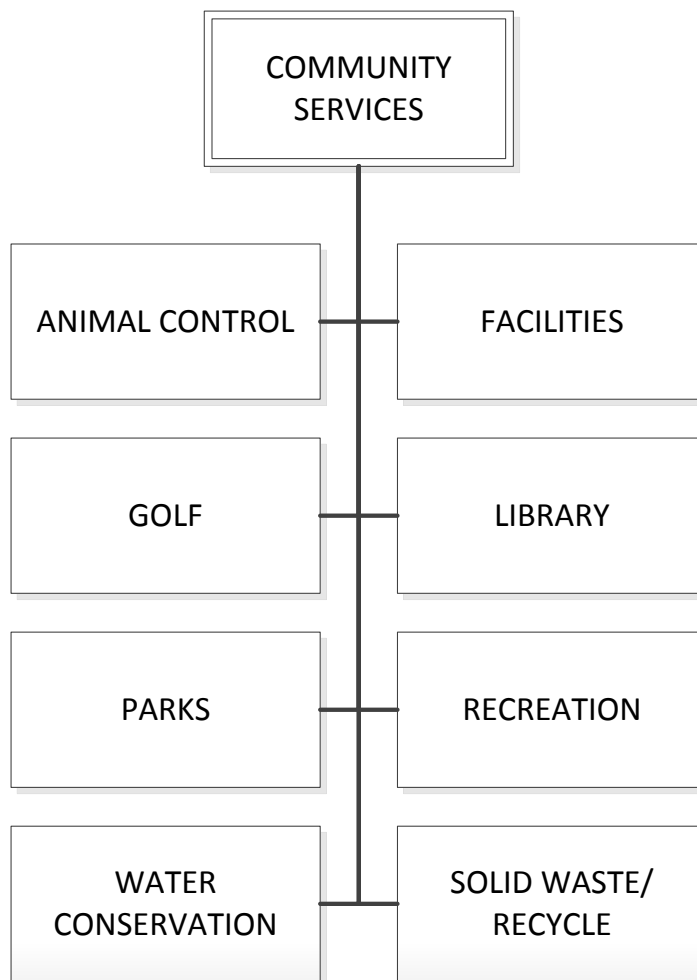 COMMUNITY
SERVICES
ANIMAL CONTROL
FACILITIES
GOLF
LIBRARY
PARKS
RECREATION
WATER
CONSERVATION
SOLID WASTE/
RECYCLE